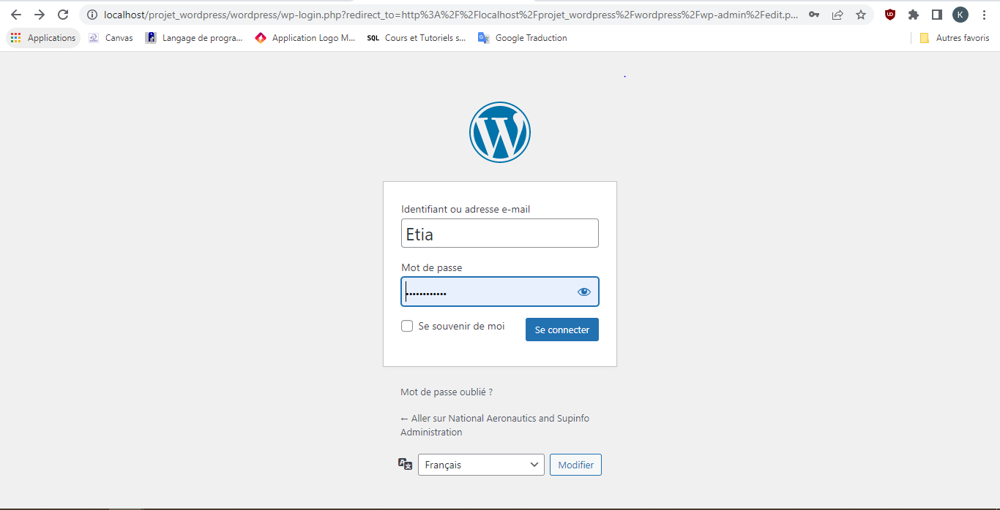 localhost/projet_wordpress/wordpress/wp-login.php?redirect_to=http%3A%2F%2Flocalhost%2Fprojet_wordpress%2Fwordpress%2Fwp-admin%2Fedit.p...
UD
K
Applications
Canvas
Langage de progra...
Application Logo M...
SQL Cours et Tutoriels s...
Google Traduction
Autres favoris
W
Identifiant ou adresse e-mail
Etia
Mot de passe
............
Se souvenir de moi
Se connecter
Mot de passe oublié ?
← Aller sur National Aeronautics and Supinfo
Administration
Français
Modifier